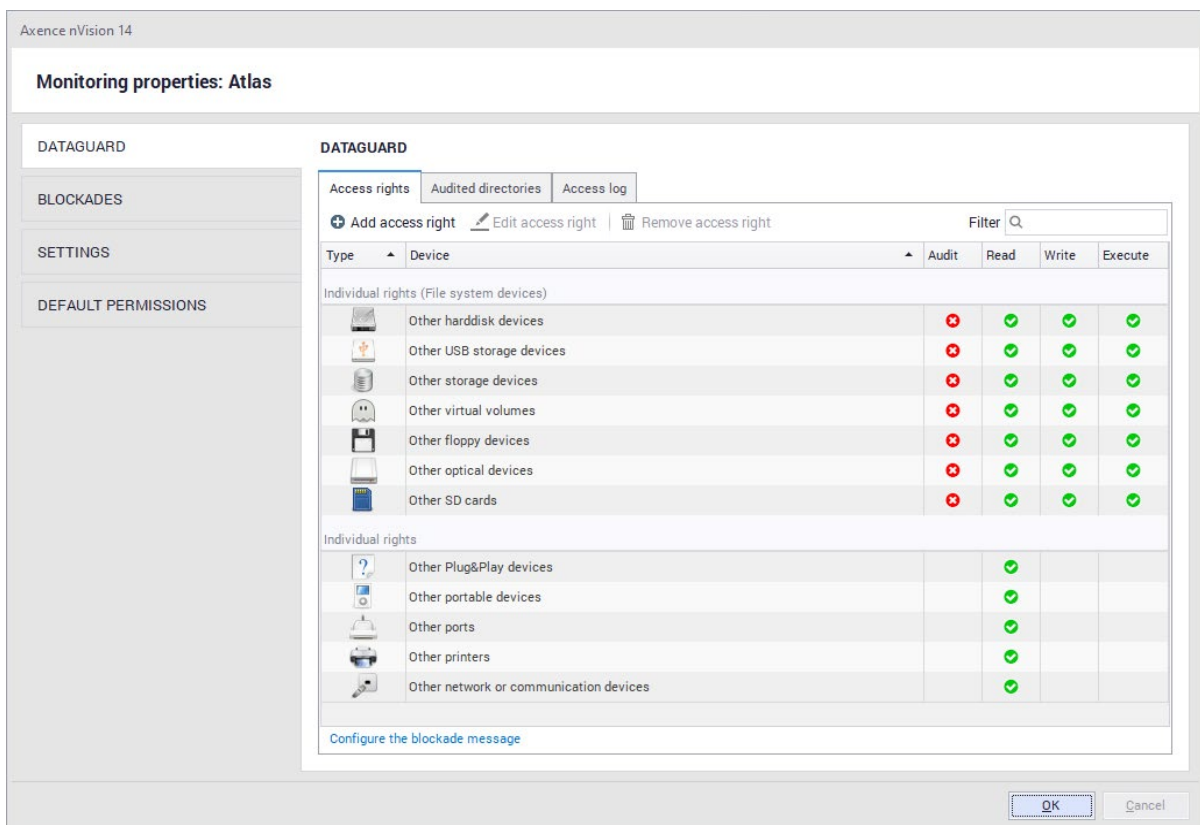 Axence nVision 14
Monitoring properties: Atlas
DATAGUARD
BLOCKADES
SETTINGS
DEFAULT PERMISSIONS
DATAGUARD
Access rights Audited directories Access log
Add access right Edit access right Remove access right Filter
Type Device Audit Read Write Execute
Individual rights (File system devices)
Other harddisk devices
Other USB storage devices
Other storage devices
Other virtual volumes
Other floppy devices
Other optical devices
Other SD cards
Individual rights
?
Other Plug&Play devices
Other portable devices
Other ports
Other printers
Other network or communication devices
Configure the blockade message
OK Cancel